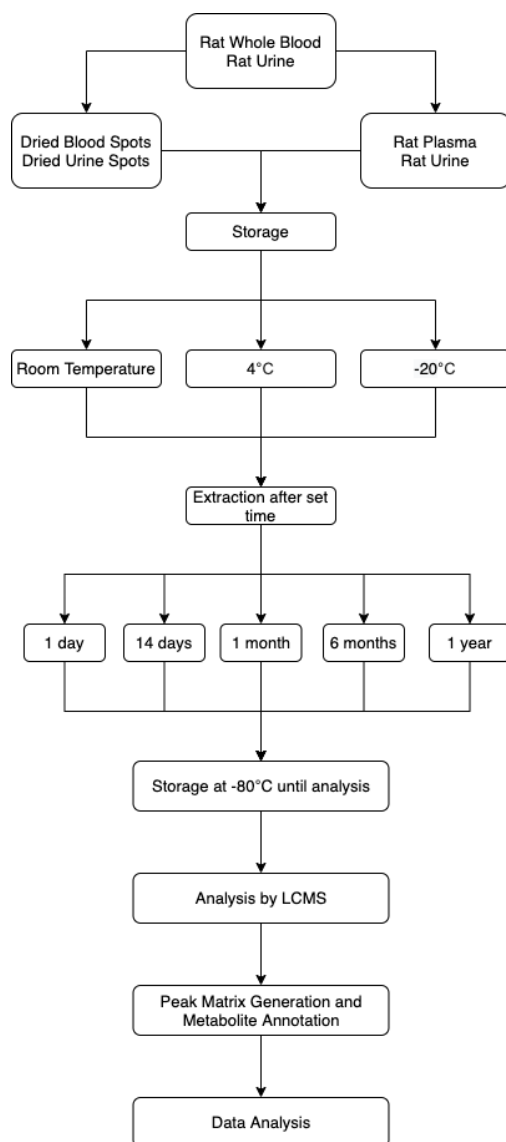 Rat Whole Blood
Rat Urine
Dried Blood Spots
Dried Urine Spots
Rat Plasma
Rat Urine
Storage
Room Temperature
4°C
-20°C
Extraction after set
time
1 day
14 days
1 month
6 months
1 year
Storage at -80°C until analysis
Analysis by LCMS
Peak Matrix Generation and
Metabolite Annotation
Data Analysis